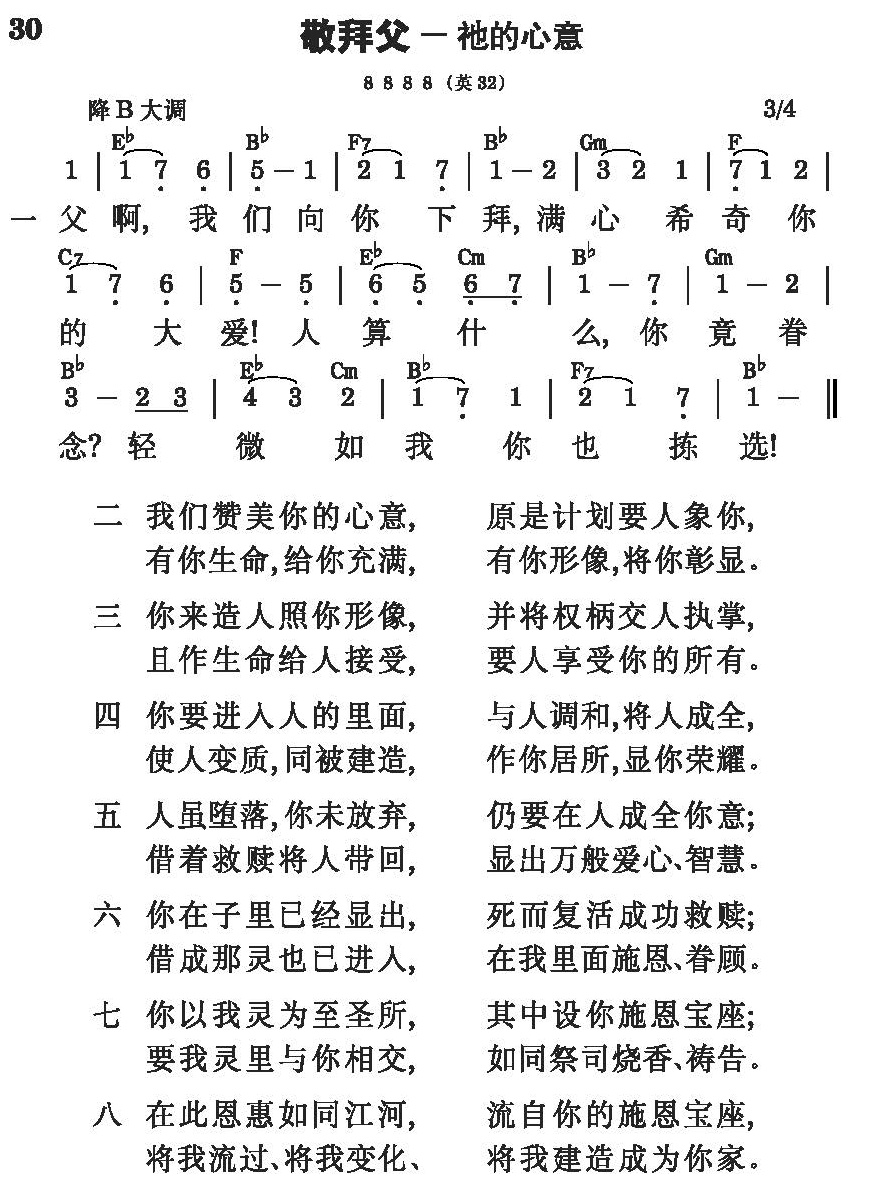 30
敬拜父－祂的心意
8 8 8 8（英32）
降B大调 3/4
E♭ B♭ F7 B♭ Gm F
1 | 1 7 6 | 5 － 1 | 2 1 7 | 1 － 2 | 3 2 1 | 7 1 2 |
一 父啊, 我们向你下拜, 满心希奇你
C7 F E♭ Cm B♭ Gm
1 7 6 | 5 － 5 | 6 5 6 7 | 1 － 7 | 1 － 2 |
的大爱! 人算什么, 你竟眷
B♭ E♭ Cm B♭ F7 B♭
3 － 2 3 | 4 3 2 | 1 7 1 | 2 1 7 | 1 － ‖
念? 轻微如我你也拣选!
二 我们赞美你的心意, 原是计划要人象你,
有你生命,给你充满, 有你形像,将你彰显。
三 你来造人照你形像, 并将权柄交人执掌,
且作生命给人接受, 要人享受你的所有。
四 你要进入人的里面, 与人调和,将人成全,
使人变质,同被建造, 作你居所,显你荣耀。
五 人虽堕落,你未放弃, 仍要在人成全你意;
借着救赎将人带回, 显出万般爱心、智慧。
六 你在子里已经显出, 死而复活成功救赎;
借成那灵也已进入, 在我里面施恩、眷顾。
七 你以我灵为至圣所, 其中设你施恩宝座;
要我灵里与你相交, 如同祭司烧香、祷告。
八 在此恩惠如同江河, 流自你的施恩宝座,
将我流过、将我变化、 将我建造成为你家。